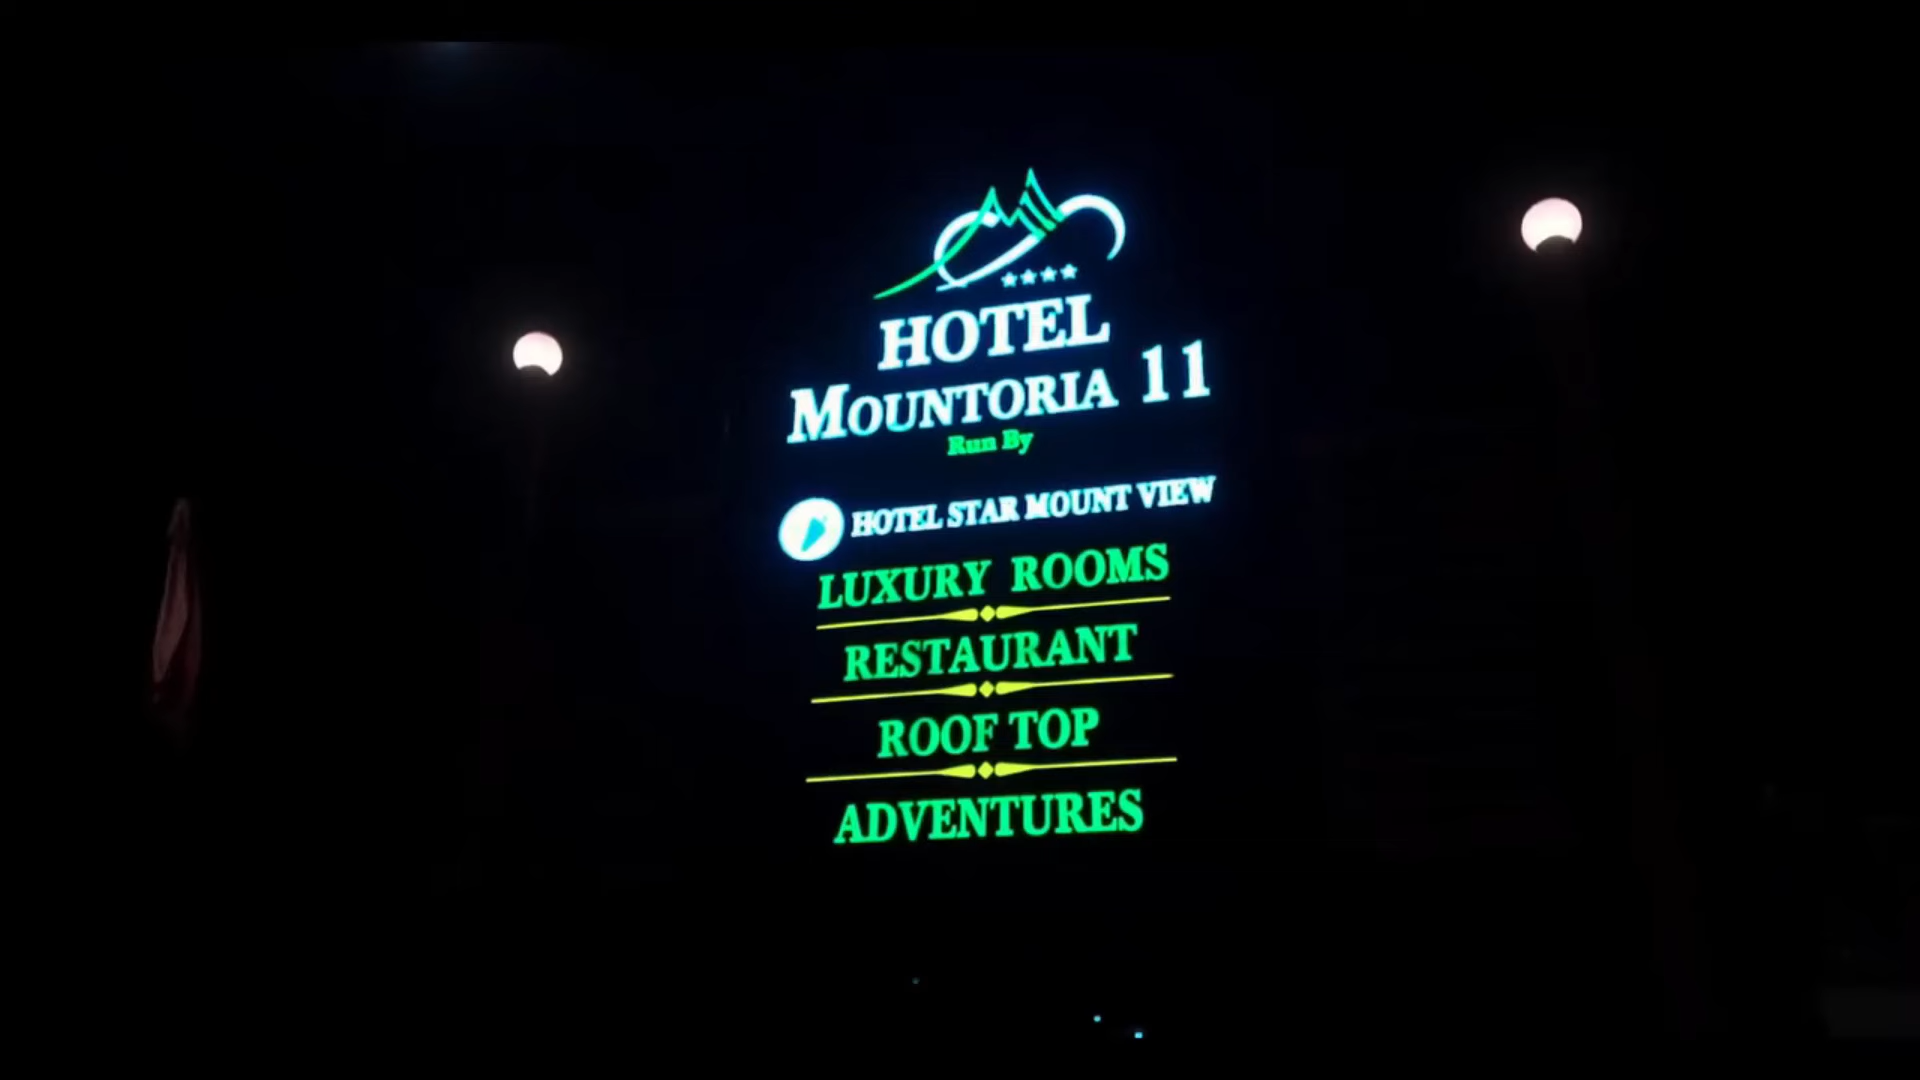 HOTEL
MOUNTORIA 11
Run By
HOTEL STAR MOUNT VIEW
LUXURY ROOMS
RESTAURANT
ROOF TOP
ADVENTURES